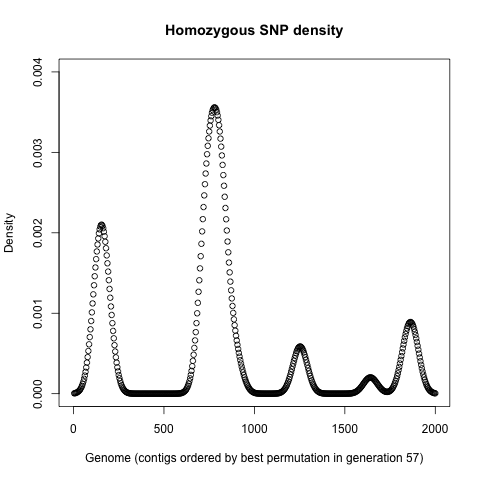 Homozygous SNP density
0.004
0.003
0.002
0.001
0.000
Density
0 500 1000 1500 2000
Genome (contigs ordered by best permutation in generation 57)